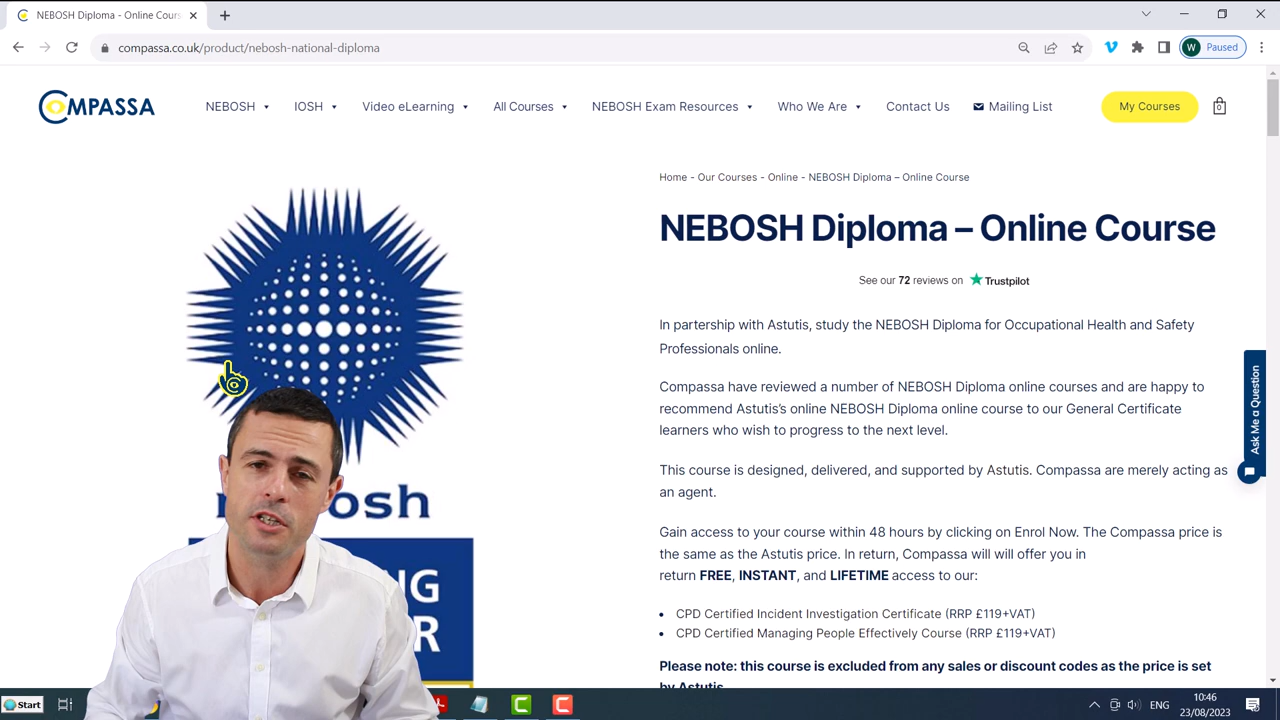 NEBOSH Diploma - Online Cours
compassa.co.uk/product/nebosh-national-diploma
W Paused
COMPASSA
NEBOSH IOSH Video eLearning All Courses NEBOSH Exam Resources Who We Are Contact Us Mailing List My Courses 0
Home - Our Courses - Online - NEBOSH Diploma – Online Course
NEBOSH Diploma – Online Course
See our 72 reviews on Trustpilot
In partership with Astutis, study the NEBOSH Diploma for Occupational Health and Safety
Professionals online.
Compassa have reviewed a number of NEBOSH Diploma online courses and are happy to
recommend Astutis's online NEBOSH Diploma online course to our General Certificate
learners who wish to progress to the next level.
This course is designed, delivered, and supported by Astutis. Compassa are merely acting as
an agent.
Gain access to your course within 48 hours by clicking on Enrol Now. The Compassa price is
the same as the Astutis price. In return, Compassa will will offer you in
return FREE, INSTANT, and LIFETIME access to our:
• CPD Certified Incident Investigation Certificate (RRP £119+VAT)
• CPD Certified Managing People Effectively Course (RRP £119+VAT)
Please note: this course is excluded from any sales or discount codes as the price is set
by Astutis
Ask Me a Question
Start
ENG
10:46
23/08/2023